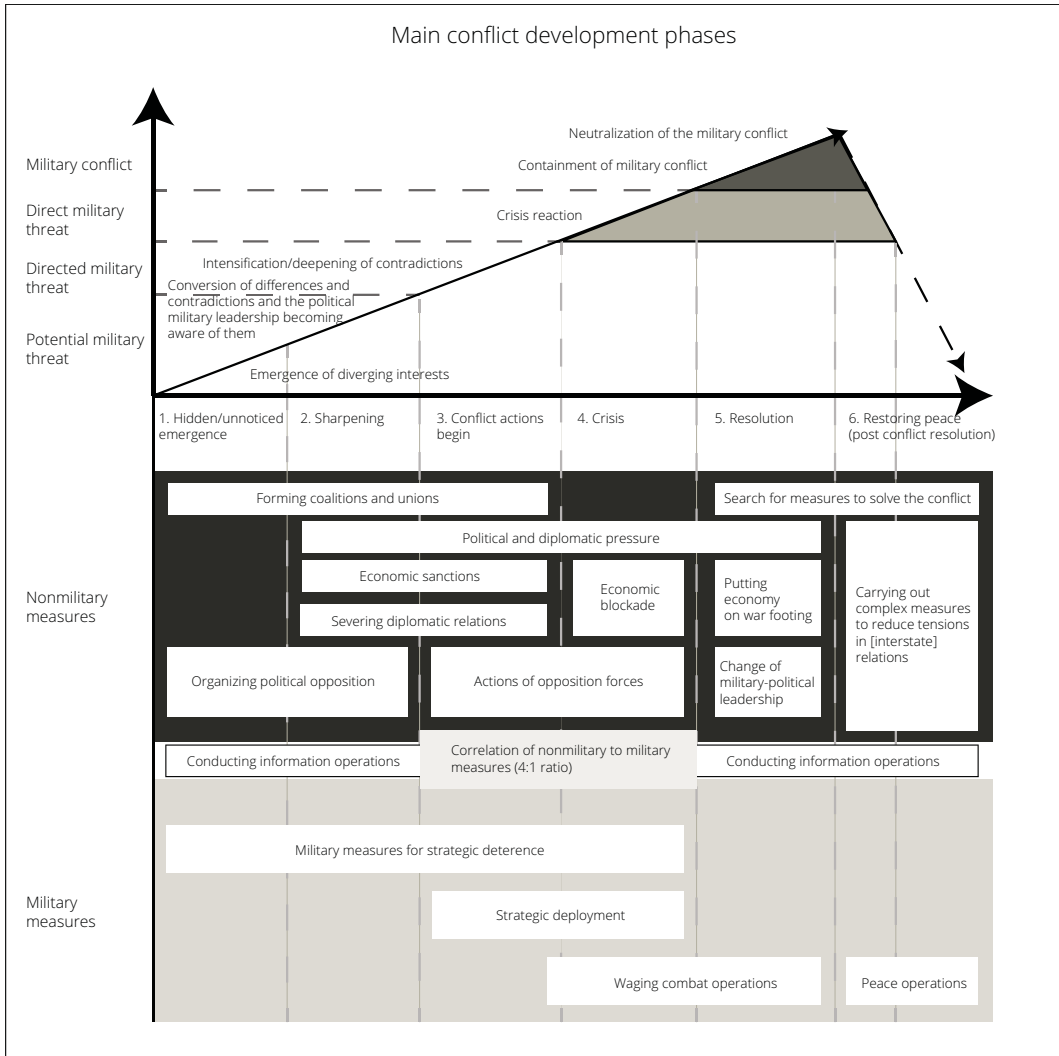 Main conflict development phases
Neutralization of the military conflict
Military conflict
Containment of military conflict
Direct military
threat
Crisis reaction
Directed military
threat
Intensification/deepening of contradictions
Conversion of differences and
contradictions and the political
military leadership becoming
aware of them
Potential military
threat
Emergence of diverging interests
1. Hidden/unnoticed
emergence
2. Sharpening
3. Conflict actions
begin
4. Crisis
5. Resolution
6. Restoring peace
(post conflict resolution)
Nonmilitary
measures
Forming coalitions and unions
Search for measures to solve the conflict
Political and diplomatic pressure
Economic sanctions
Severing diplomatic relations
Economic
blockade
Putting
economy
on war footing
Carrying out
complex measures
to reduce tensions
in [interstate]
relations
Organizing political opposition
Actions of opposition forces
Change of
military-political
leadership
Conducting information operations
Correlation of nonmilitary to military
measures (4:1 ratio)
Conducting information operations
Military
measures
Military measures for strategic deterence
Strategic deployment
Waging combat operations
Peace operations